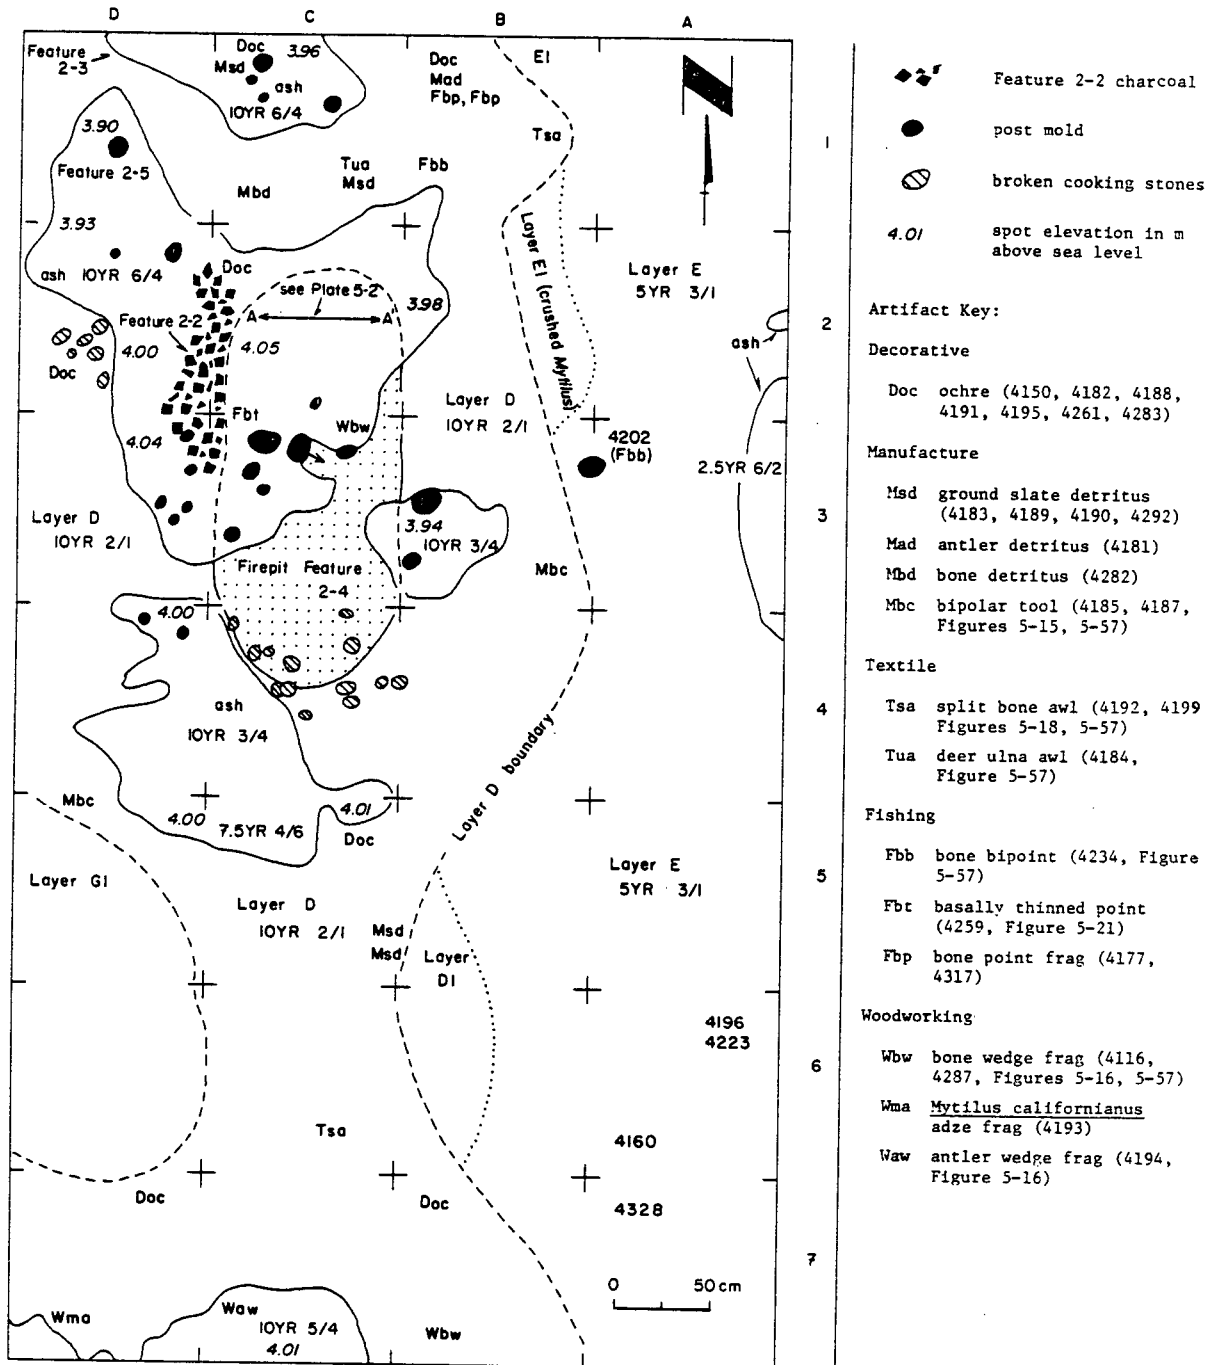 D
C
B
A
Feature
2-3
Doc
3.96
Msd
ash
10YR 6/4
Doc
Mad
Fbp, Fbp
E1
Tsa
1
3.90
Feature 2-5
Mbd
Tua
Msd
Fbb
3.93
ash 10YR 6/4
Doc
see Plate 5-2
A
A'
3.98
Layer E1 (crushed Mytilus)
Layer E
5YR 3/1
2
ash
Feature 2-2
4.00
4.05
Doc
Fbt
Wbw
Layer D
10YR 2/1
4.04
4202
(Fbb)
2.5YR 6/2
3
Layer D
10YR 2/1
3.94
10YR 3/4
Mbc
Firepit Feature
2-4
4.00
ash
10YR 3/4
4
Layer D boundary
Mbc
4.00
7.5YR 4/6
4.01
Doc
Layer G1
Layer D
10YR 2/1
Msd
Msd
Layer
D1
Layer E
5YR 3/1
5
4196
4223
6
Tsa
4160
Doc
Doc
4328
7
0 50 cm
Wma
Waw
10YR 5/4
4.01
Wbw
Feature 2-2 charcoal
post mold
broken cooking stones
4.01 spot elevation in m
above sea level
Artifact Key:
Decorative
Doc ochre (4150, 4182, 4188,
4191, 4195, 4261, 4283)
Manufacture
Msd ground slate detritus
(4183, 4189, 4190, 4292)
Mad antler detritus (4181)
Mbd bone detritus (4282)
Mbc bipolar tool (4185, 4187,
Figures 5-15, 5-57)
Textile
Tsa split bone awl (4192, 4199
Figures 5-18, 5-57)
Tua deer ulna awl (4184,
Figure 5-57)
Fishing
Fbb bone bipoint (4234, Figure
5-57)
Fbt basally thinned point
(4259, Figure 5-21)
Fbp bone point frag (4177,
4317)
Woodworking
Wbw bone wedge frag (4116,
4287, Figures 5-16, 5-57)
Wma Mytilus californianus
adze frag (4193)
Waw antler wedge frag (4194,
Figure 5-16)